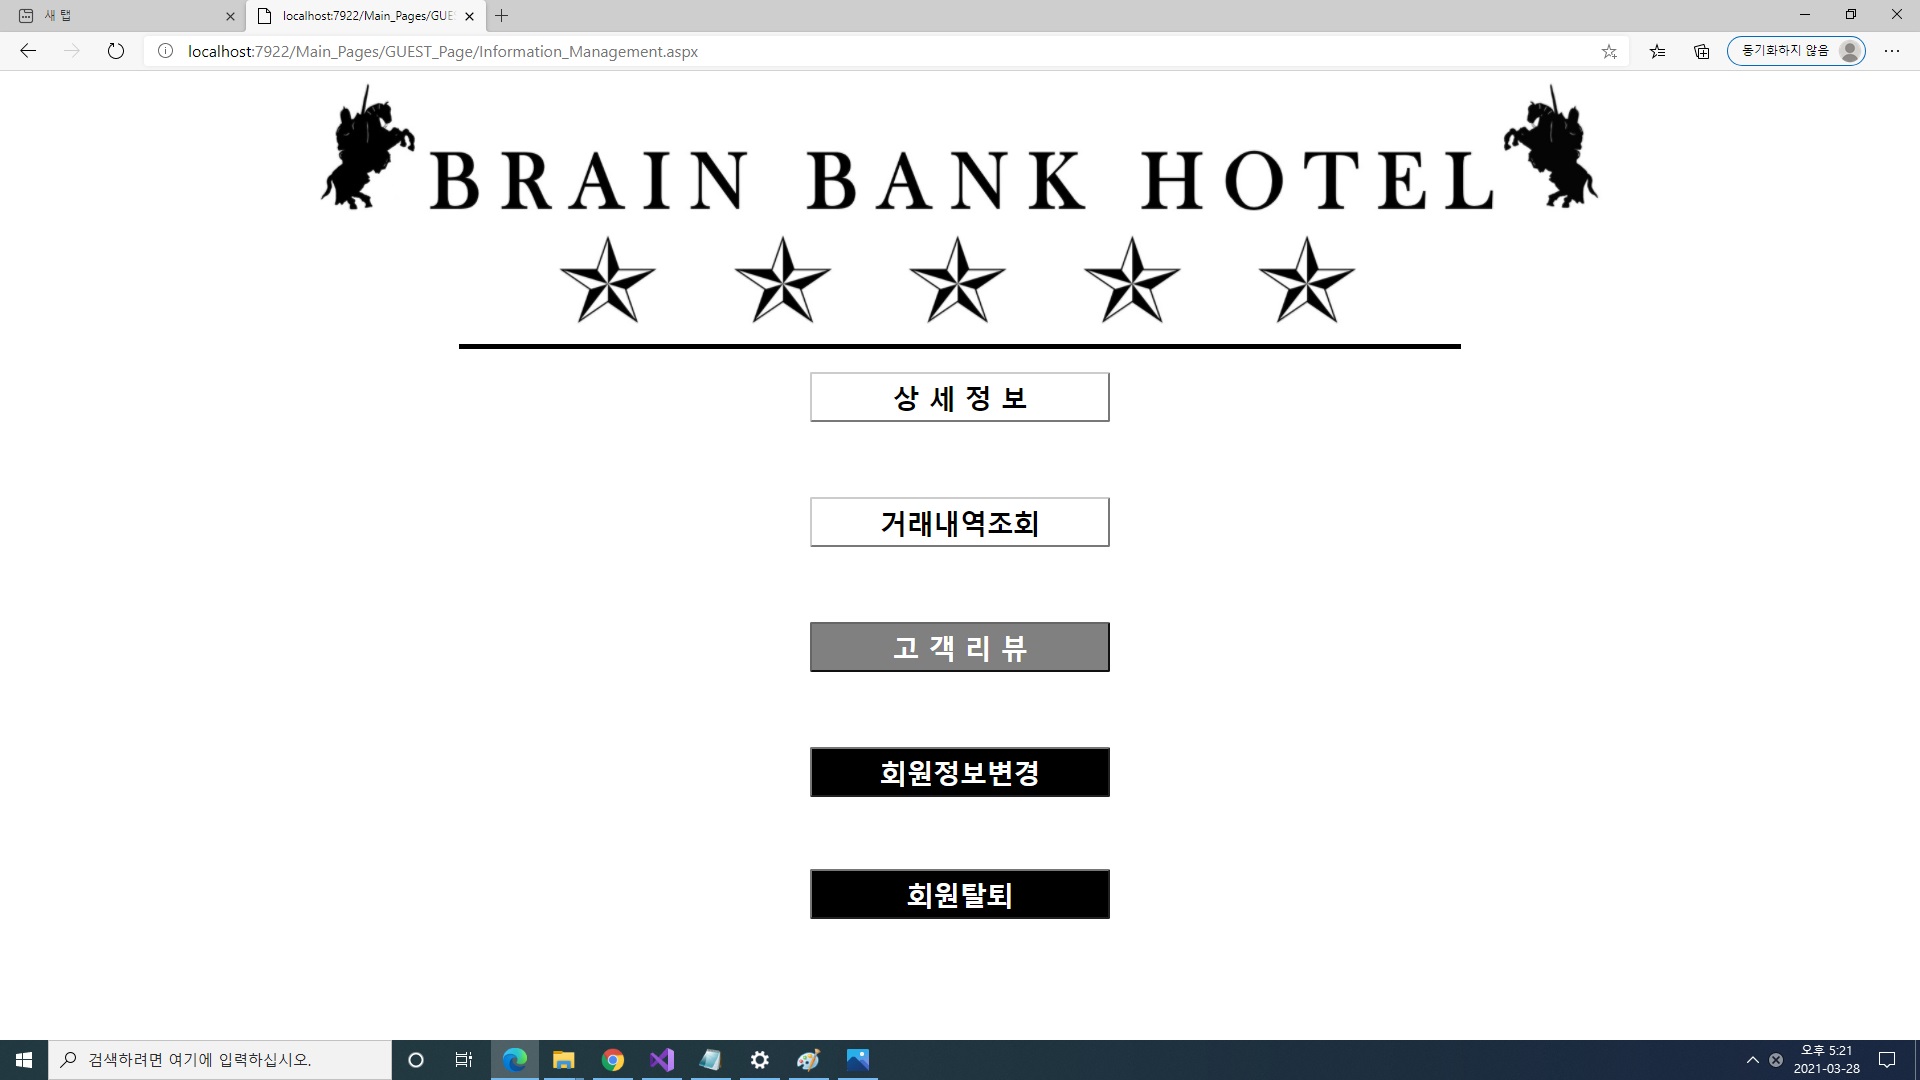 새 탭
localhost:7922/Main_Pages/GUE
localhost:7922/Main_Pages/GUEST_Page/Information_Management.aspx
동기화하지 않음
BRAIN BANK HOTEL
상 세 정 보
거래내역조회
고 객 리 뷰
회원정보변경
회원탈퇴
검색하려면 여기에 입력하십시오.
오후 5:21
2021-03-28